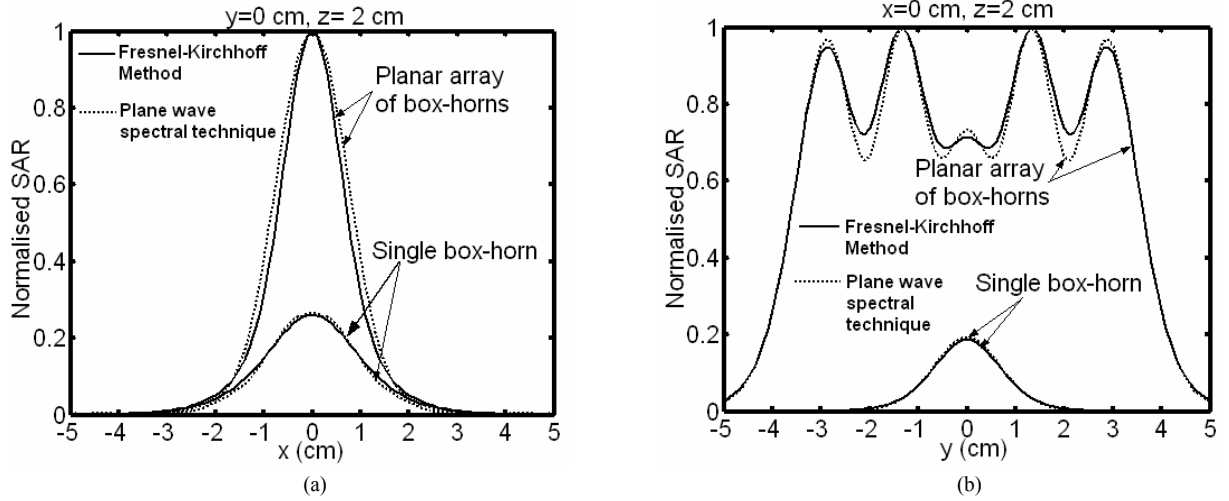 y=0 cm, z= 2 cm
1
0.8
0.6
0.4
0.2
0
Normalised SAR
Fresnel-Kirchhoff
Method
Plane wave
spectral technique
Planar array
of box-horns
Single box-horn
-5 -4 -3 -2 -1 0 1 2 3 4 5
x (cm)
(a)
x=0 cm, z=2 cm
1
0.8
0.6
0.4
0.2
0
Normalised SAR
Planar array
of box-horns
Fresnel-Kirchhoff
Method
Plane wave
spectral
technique
Single box-horn
-5 -4 -3 -2 -1 0 1 2 3 4 5
y (cm)
(b)